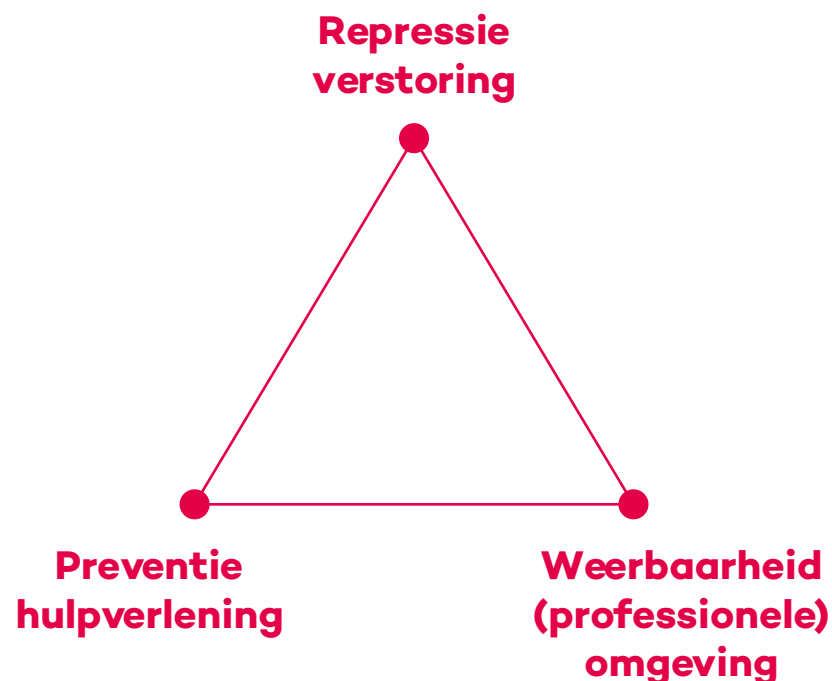 Repressie
verstoring
Preventie
hulpverlening
Weerbaarheid
(professionele)
omgeving